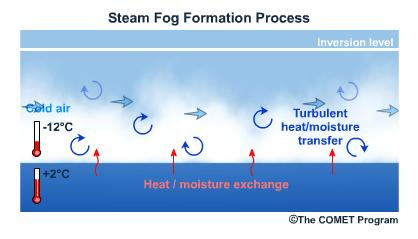 Steam Fog Formation Process
Inversion level
Cold air
-12°C
Turbulent
heat/moisture
transfer
+2°C
Heat / moisture exchange
©The COMET Program